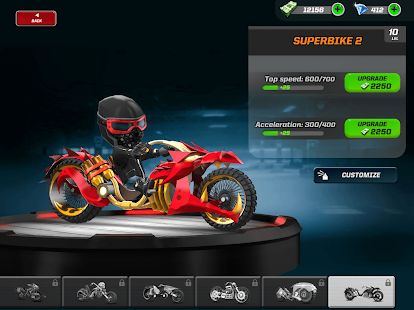 BACK
12156
412
SUPERBIKE 2
10
LVL
Top speed: 600/700
+25
UPGRADE
2250
Acceleration: 300/400
+25
UPGRADE
2250
CUSTOMIZE